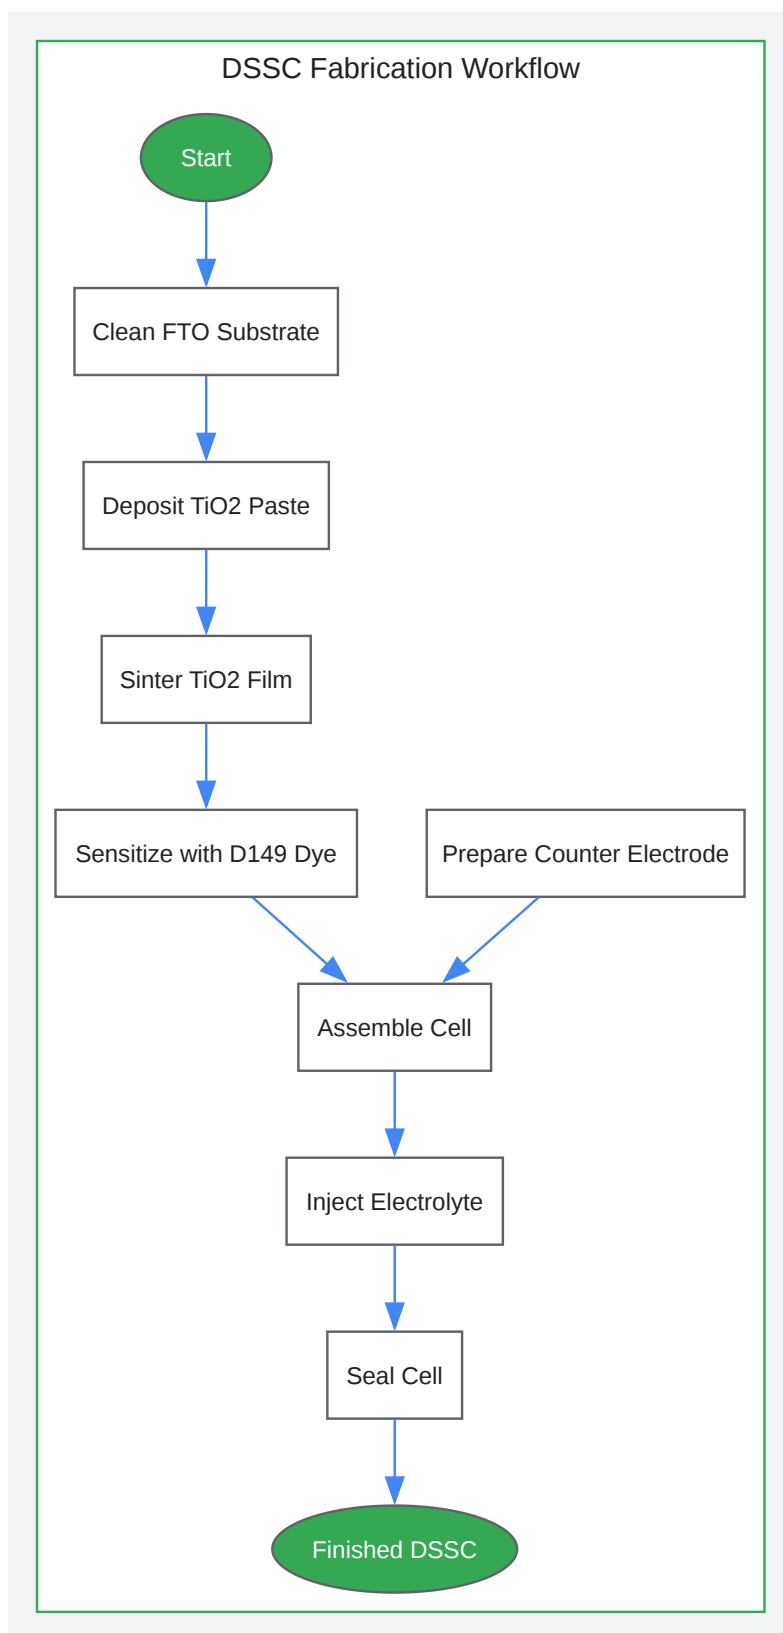 DSSC Fabrication Workflow
Start
Clean FTO Substrate
Deposit TiO2 Paste
Sinter TiO2 Film
Sensitize with D149 Dye
Prepare Counter Electrode
Assemble Cell
Inject Electrolyte
Seal Cell
Finished DSSC